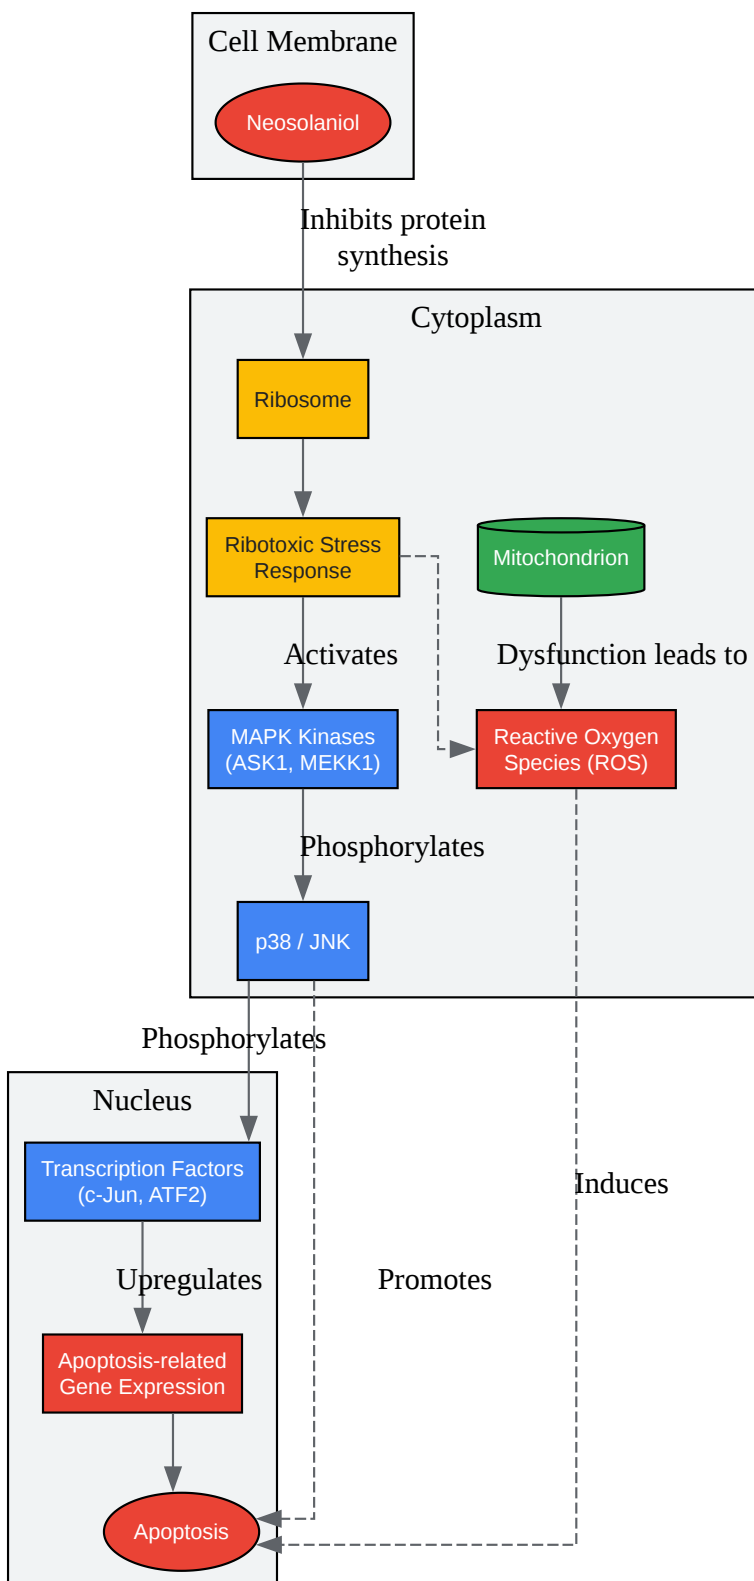 Cell Membrane
Neosolaniol
Inhibits protein
synthesis
Cytoplasm
Ribosome
Ribotoxic Stress
Response
Mitochondrion
Activates
Dysfunction leads to
MAPK Kinases
(ASK1, MEKK1)
Reactive Oxygen
Species (ROS)
Phosphorylates
p38 / JNK
Phosphorylates
Nucleus
Transcription Factors
(c-Jun, ATF2)
Induces
Upregulates
Promotes
Apoptosis-related
Gene Expression
Apoptosis